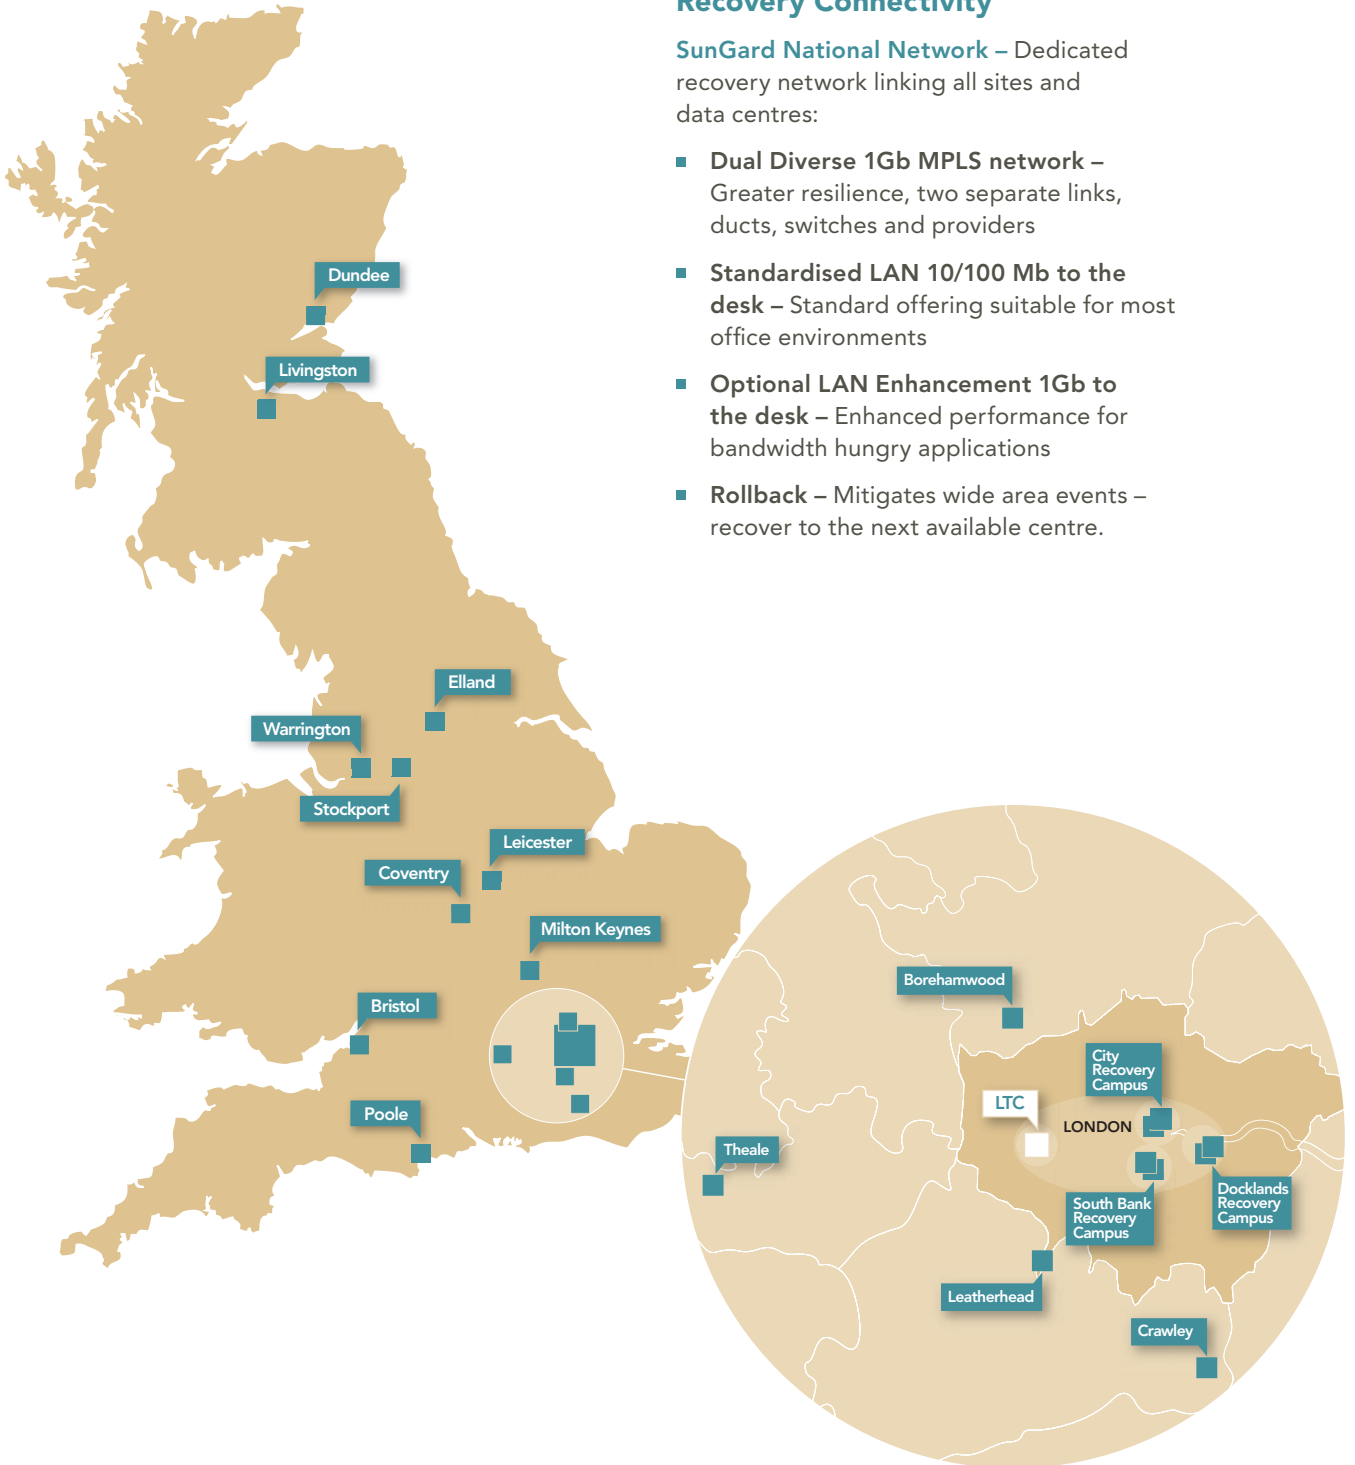 Recovery Connectivity
SunGard National Network – Dedicated
recovery network linking all sites and
data centres:
Dual Diverse 1Gb MPLS network –
Greater resilience, two separate links,
ducts, switches and providers
Standardised LAN 10/100 Mb to the
desk – Standard offering suitable for most
office environments
Optional LAN Enhancement 1Gb to
the desk – Enhanced performance for
bandwidth hungry applications
Rollback – Mitigates wide area events –
recover to the next available centre.
Dundee
Livingston
Elland
Warrington
Stockport
Leicester
Coventry
Milton Keynes
Bristol
Poole
Borehamwood
City
Recovery
Campus
LTC
LONDON
Theale
South Bank
Recovery
Campus
Docklands
Recovery
Campus
Leatherhead
Crawley